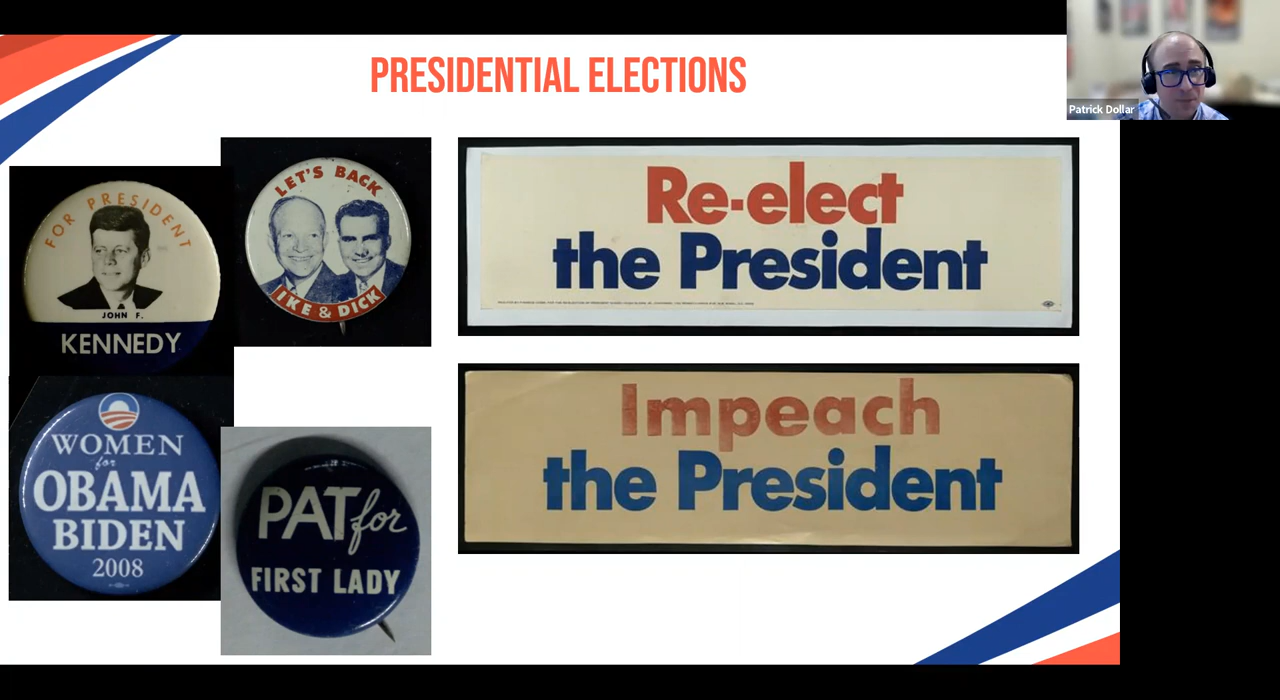 PRESIDENTIAL ELECTIONS
Patrick Dollar
FOR PRESIDENT
JOHN F.
KENNEDY
LET'S BACK
IKE & DICK
Re-elect
the President
WOMEN
for
OBAMA
BIDEN
2008
PAT for
FIRST LADY
Impeach
the President